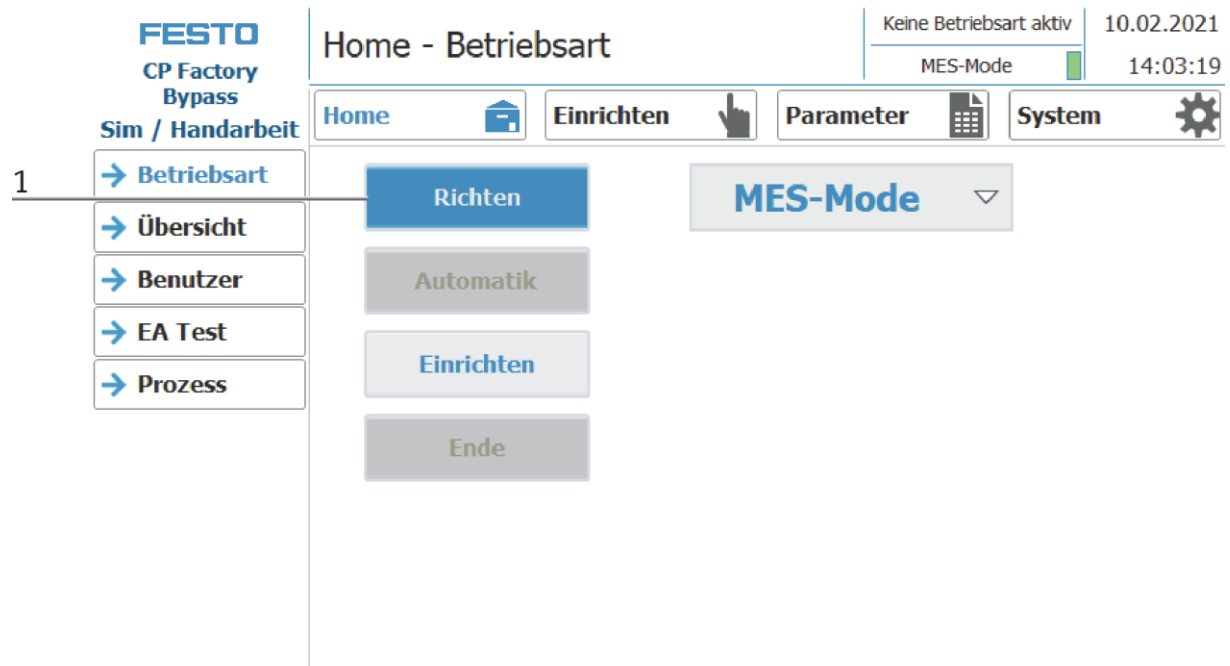 FESTO
CP Factory
Bypass
Sim / Handarbeit
Home - Betriebsart
Keine Betriebsart aktiv
MES-Mode
10.02.2021
14:03:19
Home
Einrichten
Parameter
System
1
Betriebsart
Übersicht
Benutzer
EA Test
Prozess
Richten
MES-Mode
Automatik
Einrichten
Ende